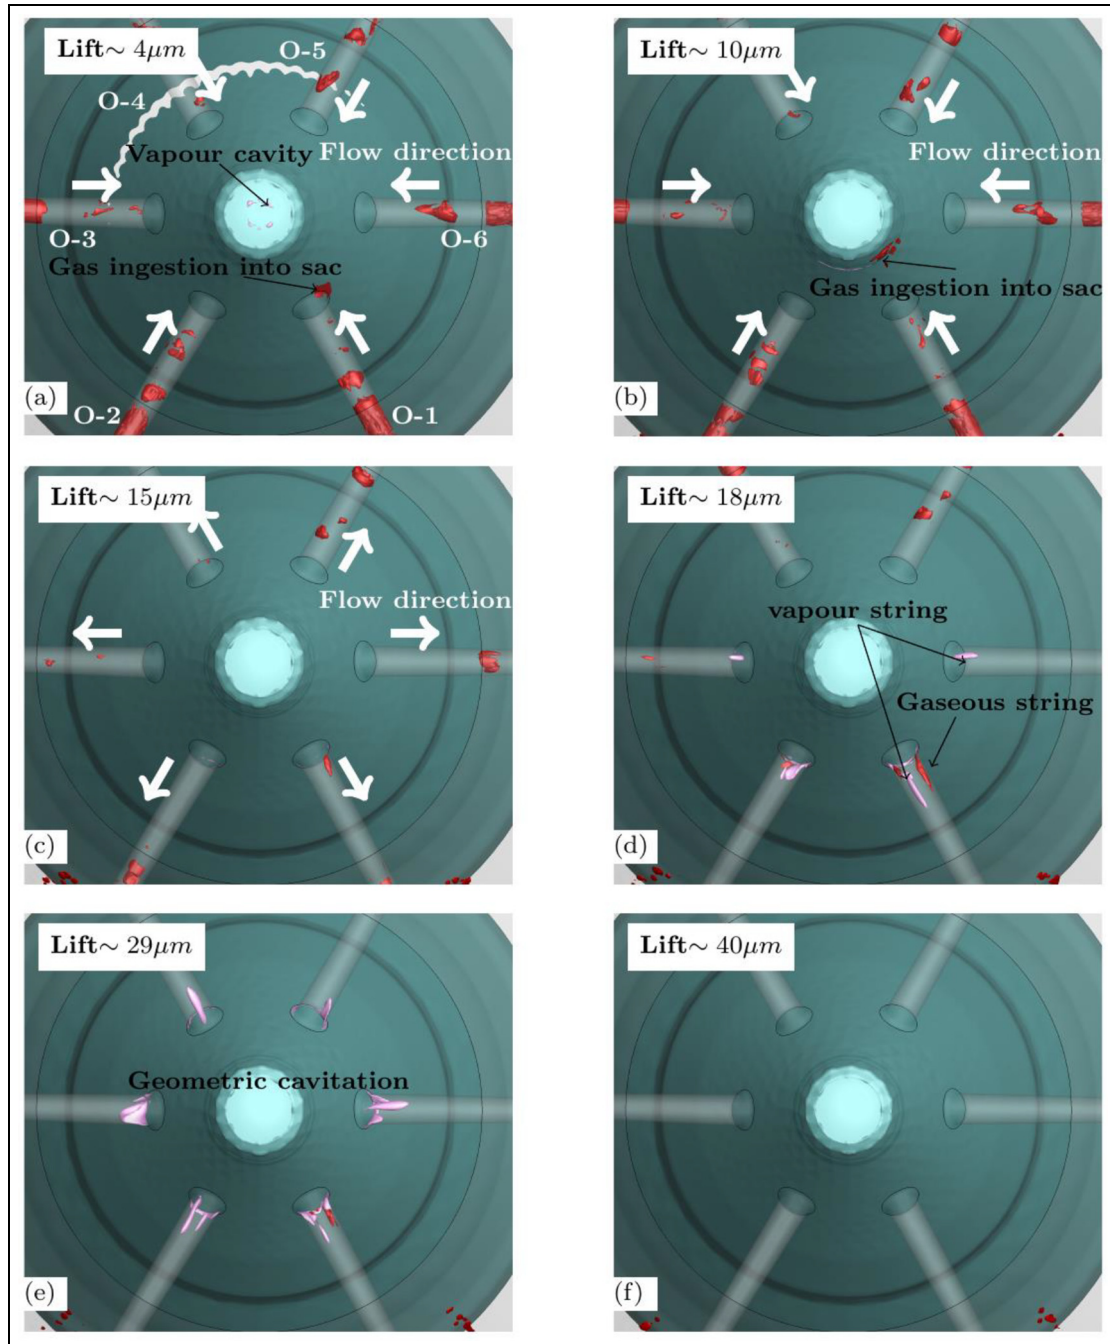 Lift∼ 4μm
O-5
O-4
Vapour cavity
Flow direction
O-3
O-6
Gas ingestion into sac
(a)
O-2
O-1
Lift∼ 10μm
Flow direction
Gas ingestion into sac
(b)
Lift∼ 15μm
Flow direction
(c)
Lift∼ 18μm
vapour string
Gaseous string
(d)
Lift∼ 29μm
Geometric cavitation
(e)
Lift∼ 40μm
(f)